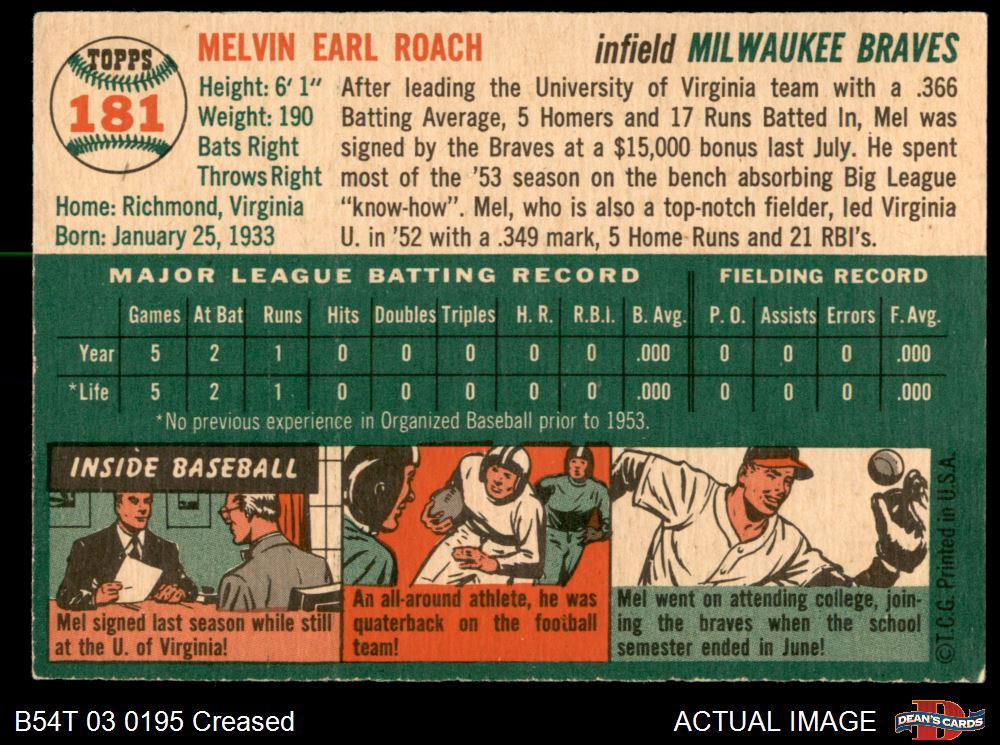 TOPPS
181
MELVIN EARL ROACH
infield MILWAUKEE BRAVES
Height: 6' 1"
Weight: 190
Bats Right
Throws Right
Home: Richmond, Virginia
Born: January 25, 1933
After leading the University of Virginia team with a .366
Batting Average, 5 Homers and 17 Runs Batted In, Mel was
signed by the Braves at a $15,000 bonus last July. He spent
most of the '53 season on the bench absorbing Big League
"know-how". Mel, who is also a top-notch fielder, led Virginia
U. in '52 with a .349 mark, 5 Home Runs and 21 RBI's.
MAJOR LEAGUE BATTING RECORD FIELDING RECORD
Games At Bat Runs Hits Doubles Triples H. R. R.B.I. B. Avg. P. O. Assists Errors F. Avg.
Year 5 2 1 0 0 0 0 0 .000 0 0 0 .000
*Life 5 2 1 0 0 0 0 0 .000 0 0 0 .000
*No previous experience in Organized Baseball prior to 1953.
INSIDE BASEBALL
Mel signed last season while still
at the U. of Virginia!
An all-around athlete, he was
quaterback on the football
team!
Mel went on attending college, join-
ing the braves when the school
semester ended in June!
©T.C.G. Printed in U.S.A.
B54T 03 0195 Creased
ACTUAL IMAGE
DEAN'S CARDS